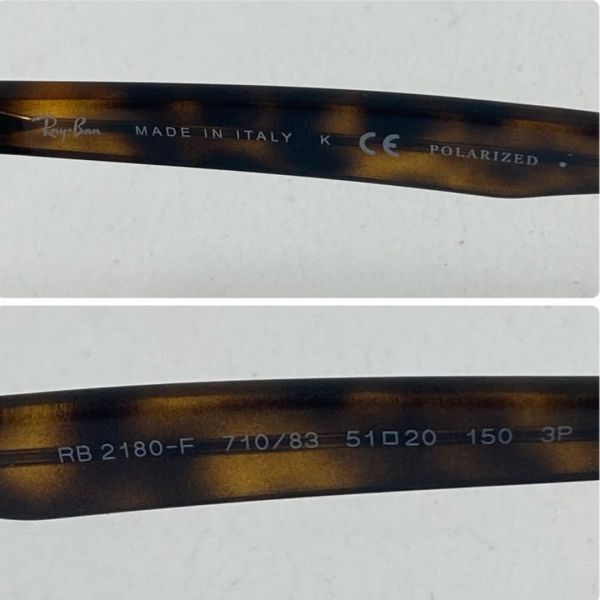 Ray-Ban MADE IN ITALY K CE POLARIZED
RB 2180-F 710/83 51□20 150 3P